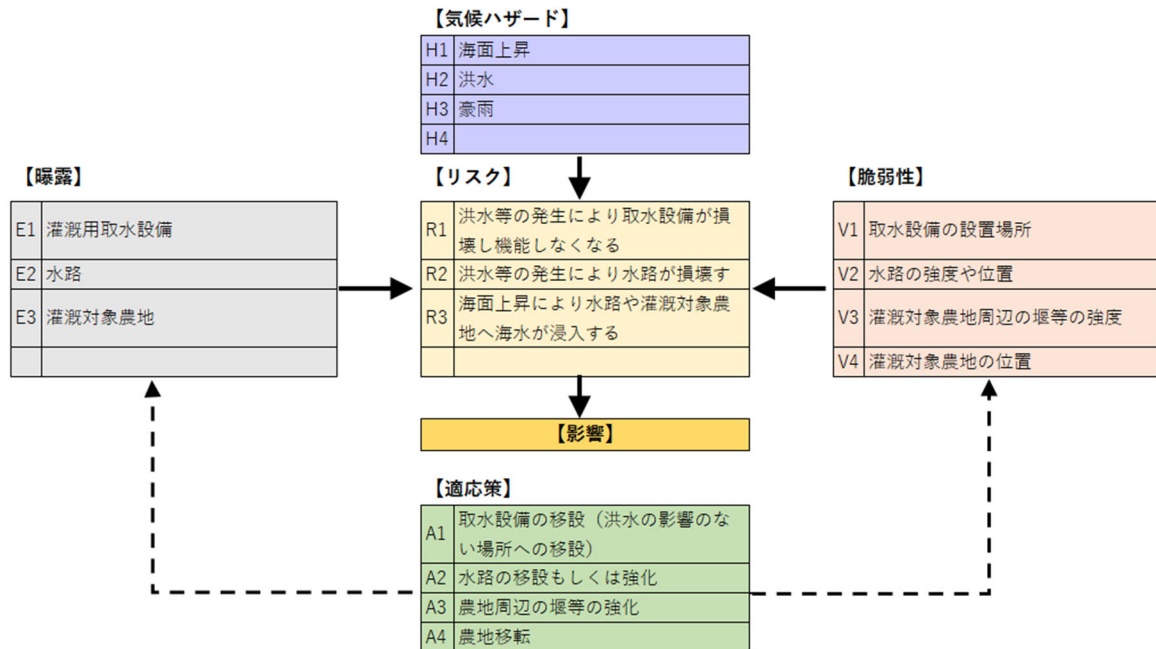 【気候ハザード】
H1 海面上昇
H2 洪水
H3 豪雨
H4
【曝露】
E1 灌漑用取水設備
E2 水路
E3 灌漑対象農地
【リスク】
R1 洪水等の発生により取水設備が損
壊し機能しなくなる
R2 洪水等の発生により水路が損壊す
R3 海面上昇により水路や灌漑対象農
地へ海水が浸入する
【脆弱性】
V1 取水設備の設置場所
V2 水路の強度や位置
V3 灌漑対象農地周辺の堰等の強度
V4 灌漑対象農地の位置
【影響】
【適応策】
A1 取水設備の移設（洪水の影響のな
い場所への移設）
A2 水路の移設もしくは強化
A3 農地周辺の堰等の強化
A4 農地移転